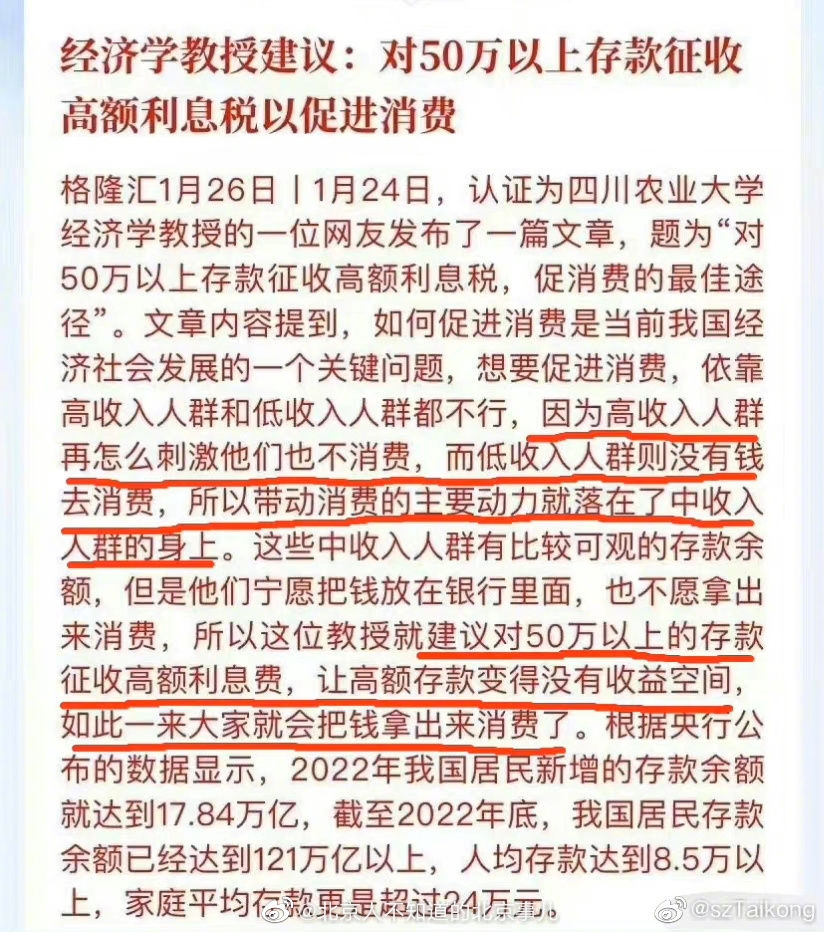 经济学教授建议：对50万以上存款征收
高额利息税以促进消费
格隆汇1月26日丨1月24日，认证为四川农业大学
经济学教授的一位网友发布了一篇文章，题为“对
50万以上存款征收高额利息税，促消费的最佳途
径”。文章内容提到，如何促进消费是当前我国经
济社会发展的一个关键问题，想要促进消费，依靠
高收入人群和低收入人群都不行，因为高收入人群
再怎么刺激他们也不消费，而低收入人群则没有钱
去消费，所以带动消费的主要动力就落在了中收入
人群的身上。这些中收入人群有比较可观的存款余
额，但是他们宁愿把钱放在银行里面，也不愿拿出
来消费，所以这位教授就建议对50万以上的存款
征收高额利息费，让高额存款变得没有收益空间，
如此一来大家就会把钱拿出来消费了。根据央行公
布的数据显示，2022年我国居民新增的存款余额
就达到17.84万亿，截至2022年底，我国居民存款
余额已经达到121万亿以上，人均存款达到8.5万以
上，家庭平均存款更是超过24万元。
@北京人不知道的北京事儿
@szTaikong